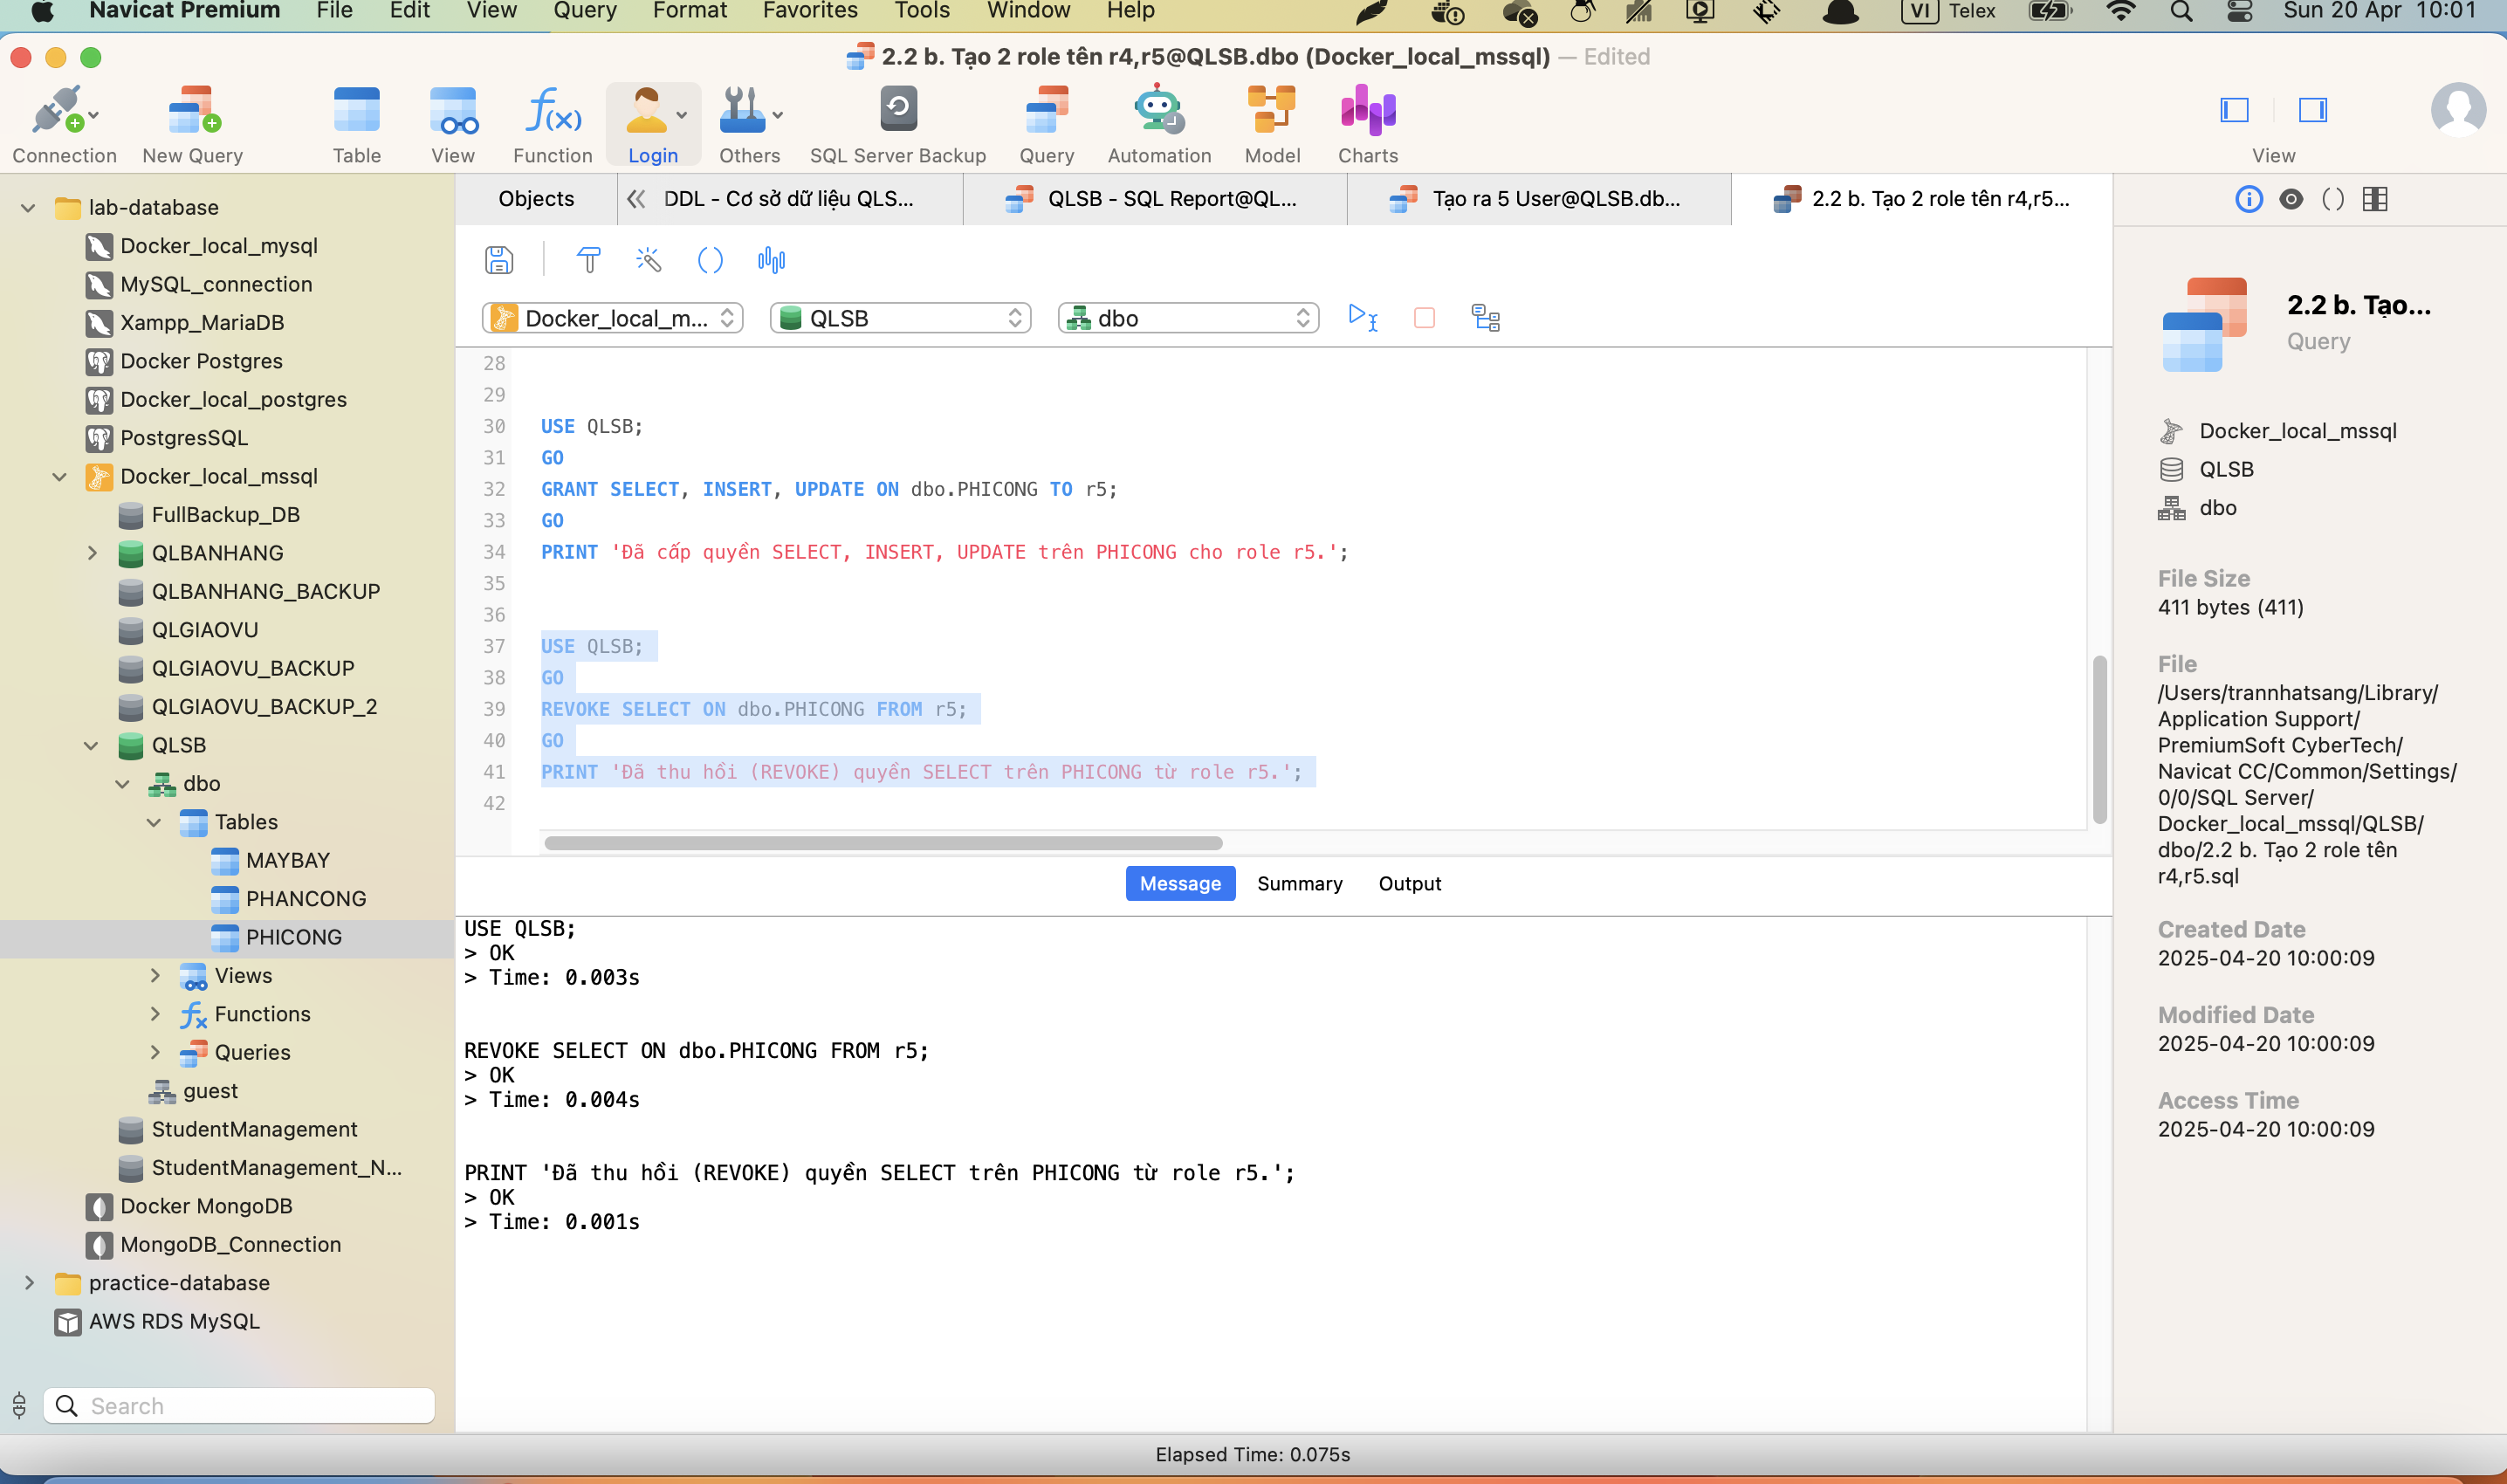 Navicat Premium File Edit View Query Format Favorites Tools Window Help VI Telex Sun 20 Apr 10:01
2.2 b. Tạo 2 role tên r4,r5@QLSB.dbo (Docker_local_mssql) — Edited
Connection New Query Table View Function Login Others SQL Server Backup Query Automation Model Charts View
lab-database
Docker_local_mysql
MySQL_connection
Xampp_MariaDB
Docker Postgres
Docker_local_postgres
PostgresSQL
Docker_local_mssql
FullBackup_DB
QLBANHANG
QLBANHANG_BACKUP
QLGIAOVU
QLGIAOVU_BACKUP
QLGIAOVU_BACKUP_2
QLSB
dbo
Tables
MAYBAY
PHANCONG
PHICONG
Views
Functions
Queries
guest
StudentManagement
StudentManagement_N...
Docker MongoDB
MongoDB_Connection
practice-database
AWS RDS MySQL
Search
Objects DDL - Cơ sở dữ liệu QLS... QLSB - SQL Report@QL... Tạo ra 5 User@QLSB.db... 2.2 b. Tạo 2 role tên r4,r5...
Docker_local_m... QLSB dbo
28
29
30 USE QLSB;
31 GO
32 GRANT SELECT, INSERT, UPDATE ON dbo.PHICONG TO r5;
33 GO
34 PRINT 'Đã cấp quyền SELECT, INSERT, UPDATE trên PHICONG cho role r5.';
35
36
37 USE QLSB;
38 GO
39 REVOKE SELECT ON dbo.PHICONG FROM r5;
40 GO
41 PRINT 'Đã thu hồi (REVOKE) quyền SELECT trên PHICONG từ role r5.';
42
Message Summary Output
USE QLSB;
> OK
> Time: 0.003s
REVOKE SELECT ON dbo.PHICONG FROM r5;
> OK
> Time: 0.004s
PRINT 'Đã thu hồi (REVOKE) quyền SELECT trên PHICONG từ role r5.';
> OK
> Time: 0.001s
2.2 b. Tạo...
Query
Docker_local_mssql
QLSB
dbo
File Size
411 bytes (411)
File
/Users/trannhatsang/Library/
Application Support/
PremiumSoft CyberTech/
Navicat CC/Common/Settings/
0/0/SQL Server/
Docker_local_mssql/QLSB/
dbo/2.2 b. Tạo 2 role tên
r4,r5.sql
Created Date
2025-04-20 10:00:09
Modified Date
2025-04-20 10:00:09
Access Time
2025-04-20 10:00:09
Elapsed Time: 0.075s